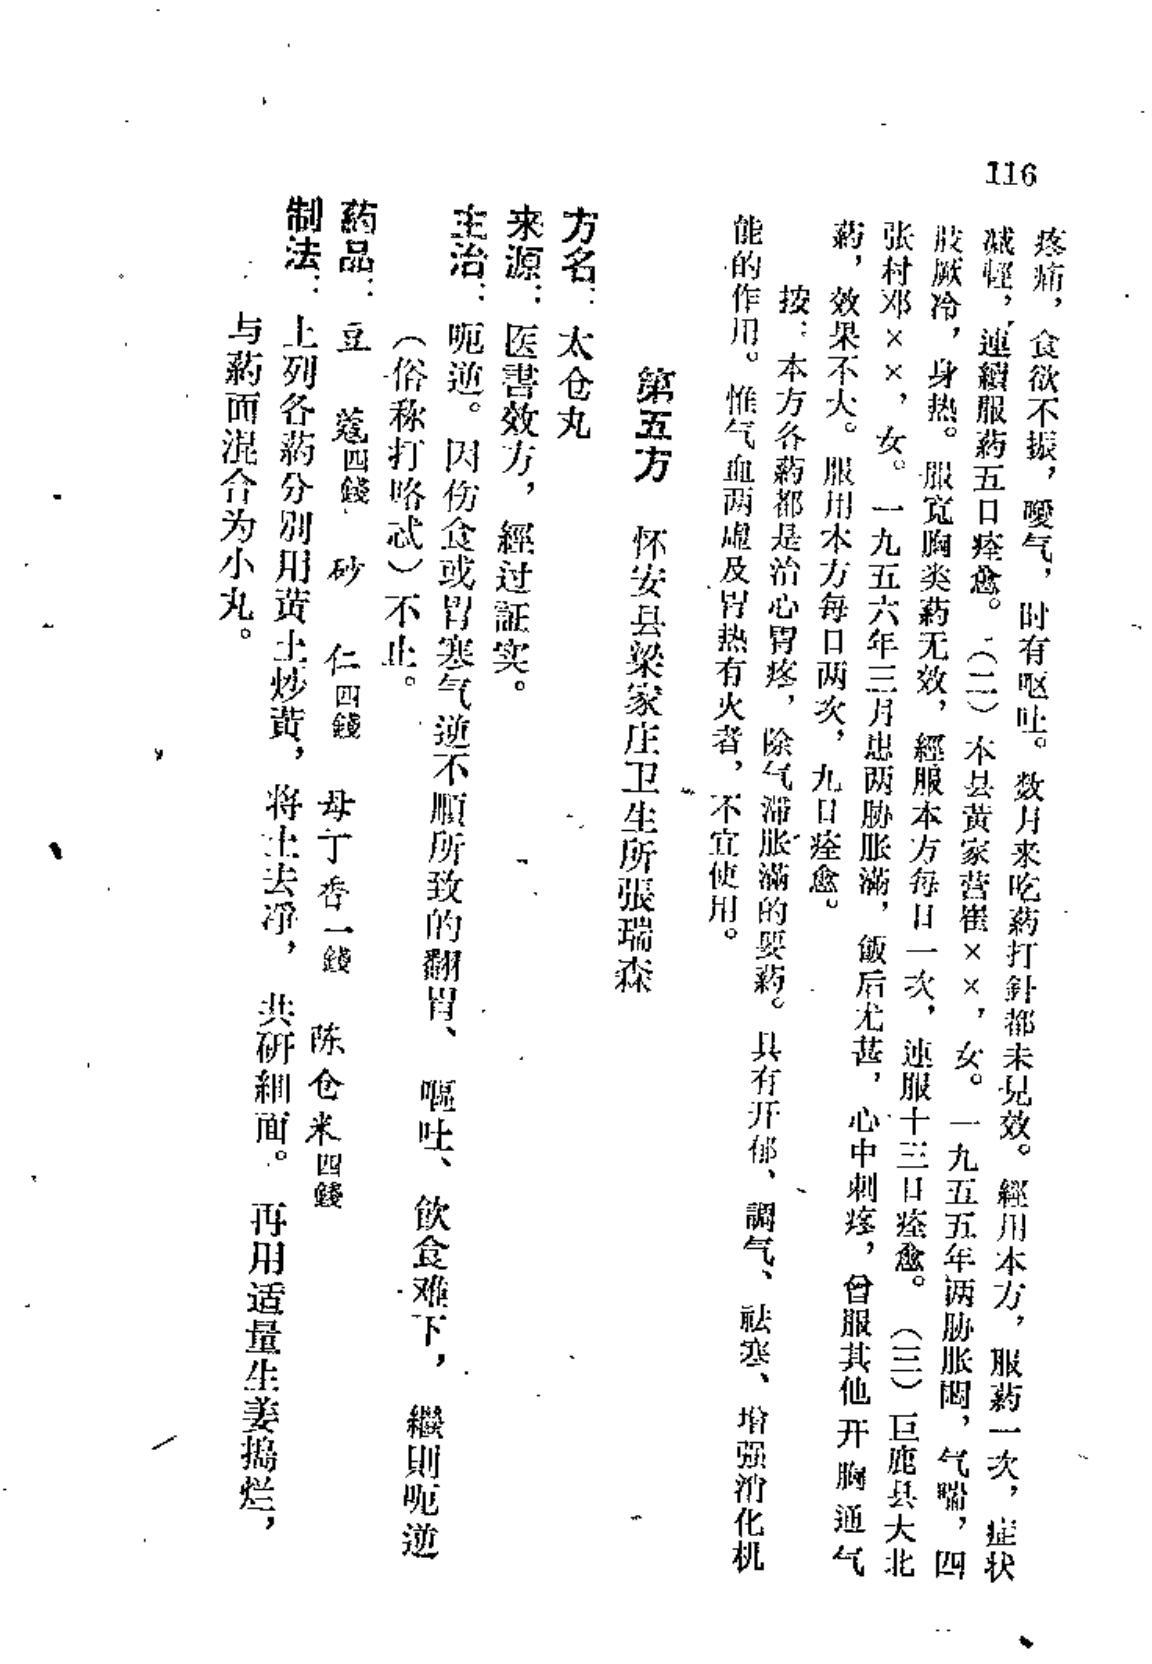 116
疼痛，食欲不振，噯气，时有呕吐。数月来吃葯打針都未見效。經用本方，服葯一次，症状
减輕，連續服葯五日痊愈。（二）本县黄家营崔××，女。一九五五年两胁胀悶，气喘，四
肢厥冷，身热。服宽胸类葯无效，經服本方每日一次，連服十三日痊愈。（三）巨鹿县大北
张村邓××，女。一九五六年三月患两胁胀滿，飯后尤甚，心中刺疼，曾服其他开胸通气
葯，效果不大。服用本方每日两次，九日痊愈。
按：本方各葯都是治心胃疼，除气滞胀滿的要葯。具有开郁、調气、祛寒、增强消化机
能的作用。惟气血两虚及胃热有火者，不宜使用。
第五方　怀安县梁家庄卫生所張瑞森
方名：太仓丸
来源：医書效方，經过証实。
主治：呃逆。因伤食或胃寒气逆不順所致的翻胃、嘔吐、飲食难下，繼則呃逆
（俗称打咯忒）不止。
葯品：豆蔻四錢　砂仁四錢　母丁香一錢　陈仓米四錢
制法：上列各葯分別用黄土炒黄，将土去净，共研細面。再用适量生姜搗烂，
与葯面混合为小丸。